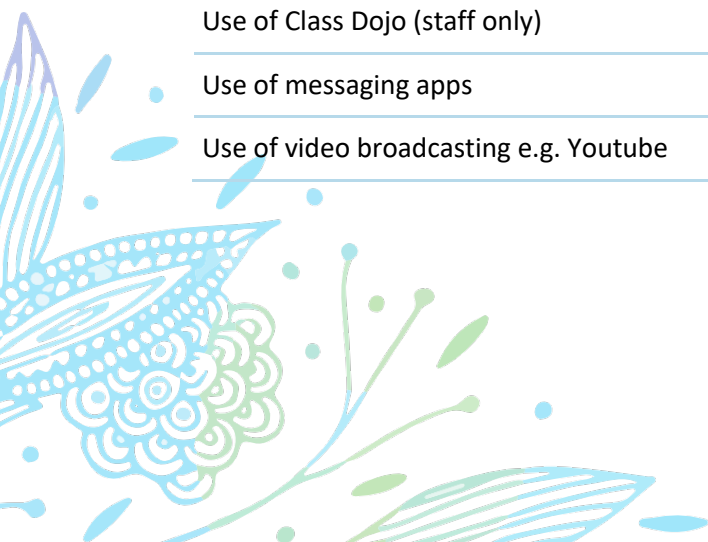 Use of Class Dojo (staff only)
Use of messaging apps
Use of video broadcasting e.g. Youtube